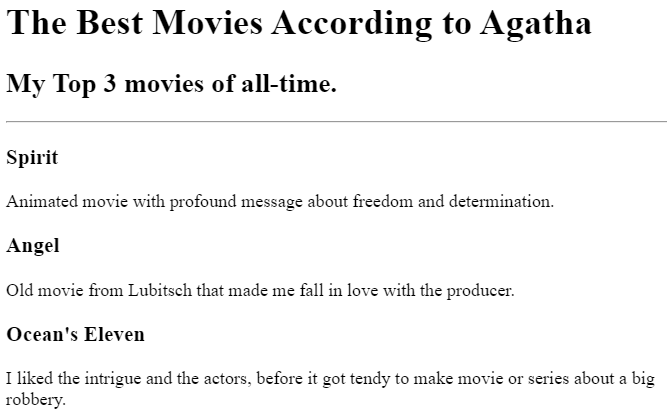 The Best Movies According to Agatha
My Top 3 movies of all-time.
Spirit
Animated movie with profound message about freedom and determination.
Angel
Old movie from Lubitsch that made me fall in love with the producer.
Ocean's Eleven
I liked the intrigue and the actors, before it got tendy to make movie or series about a big
robbery.